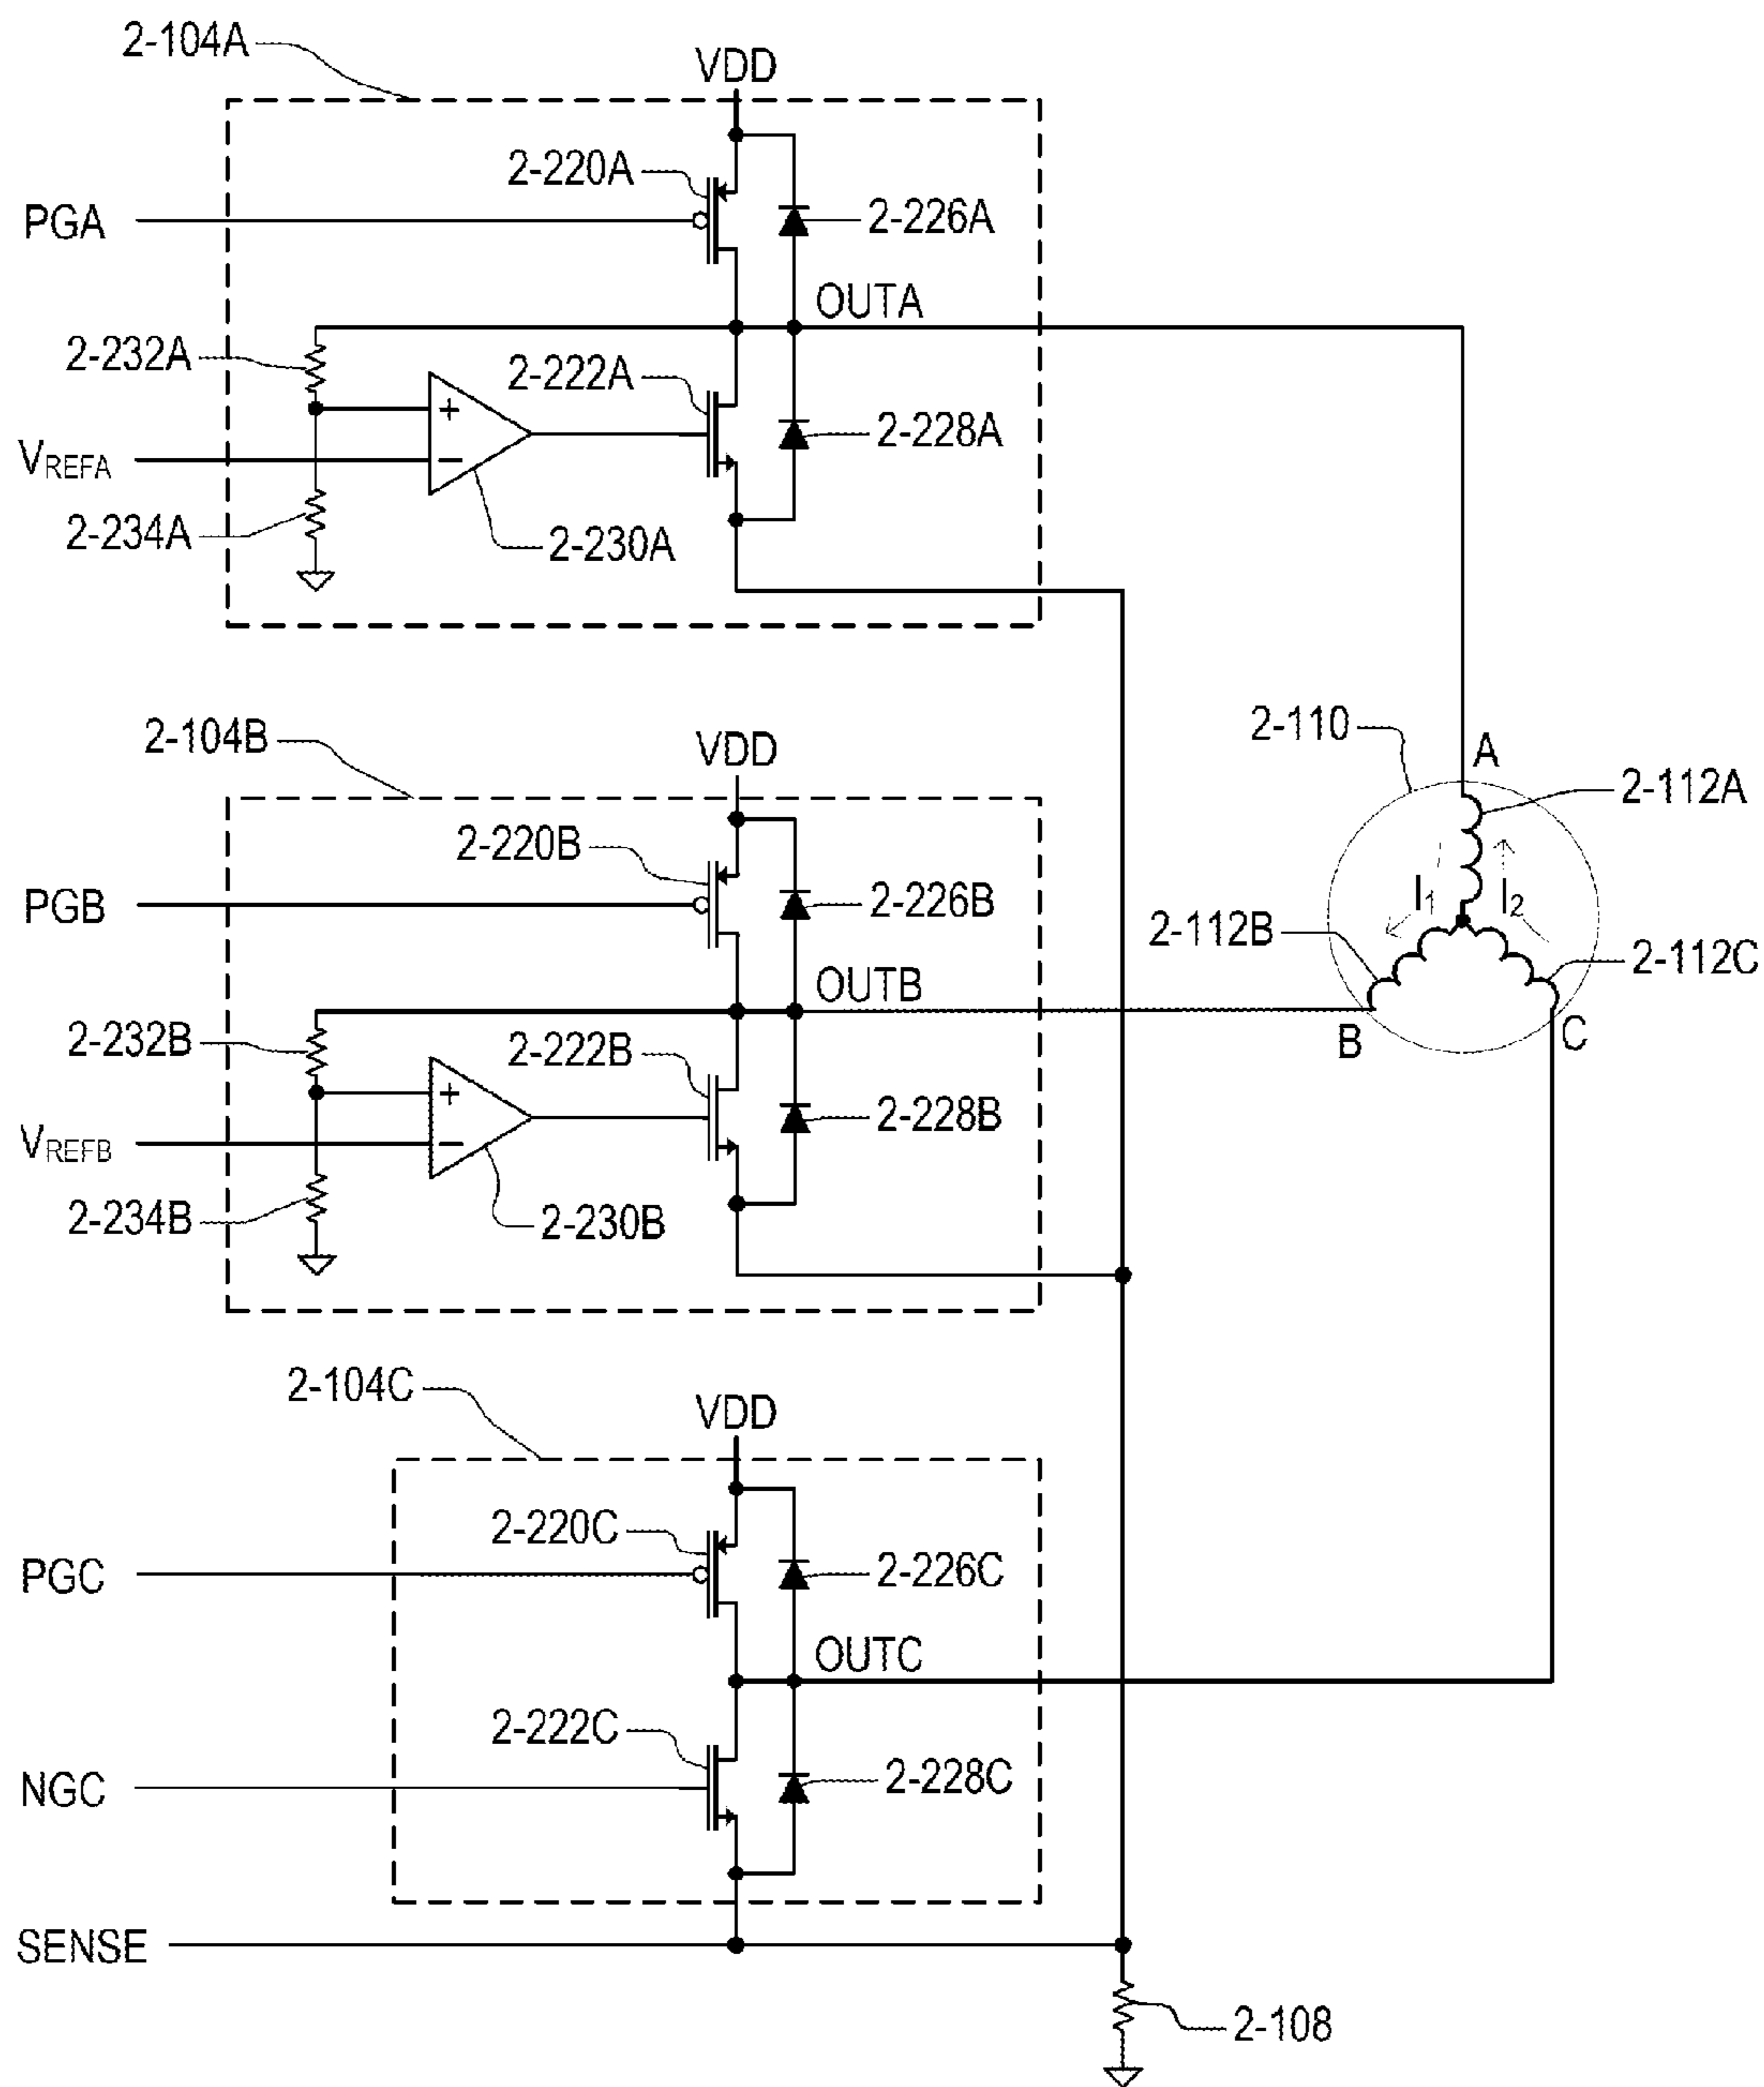 2-104A
VDD
2-220A
PGA
2-226A
OUTA
2-232A
2-222A
+
2-228A
VREFA
−
2-234A
2-230A
2-104B
VDD
2-110
A
2-112A
2-220B
PGB
2-226B
I1
I2
2-112B
2-112C
OUTB
B
C
2-232B
2-222B
+
2-228B
VREFB
−
2-234B
2-230B
2-104C
VDD
2-220C
PGC
2-226C
OUTC
2-222C
NGC
2-228C
SENSE
2-108